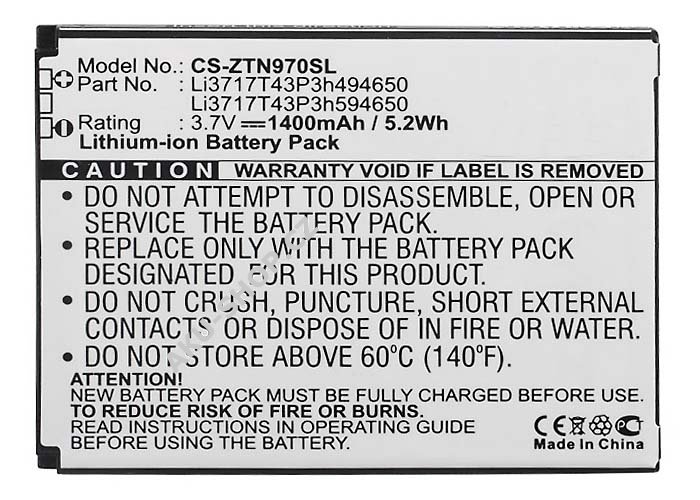 Model No.: CS-ZTN970SL
Part No. : Li3717T43P3h494650
Li3717T43P3h594650
Rating : 3.7V 1400mAh / 5.2Wh
Lithium-ion Battery Pack
CAUTION WARRANTY VOID IF LABEL IS REMOVED
• DO NOT ATTEMPT TO DISASSEMBLE, OPEN OR
SERVICE THE BATTERY PACK.
• REPLACE ONLY WITH THE BATTERY PACK
DESIGNATED FOR THIS PRODUCT.
• DO NOT CRUSH, PUNCTURE, SHORT EXTERNAL
CONTACTS OR DISPOSE OF IN FIRE OR WATER.
• DO NOT STORE ABOVE 60°C (140°F).
ATTENTION!
NEW BATTERY PACK MUST BE FULLY CHARGED BEFORE USE
TO REDUCE RISK OF FIRE OR BURNS,
READ INSTRUCTIONS IN OPERATING GUIDE
BEFORE USING THE BATTERY.
Made In China
AKU-SHOP.CZ